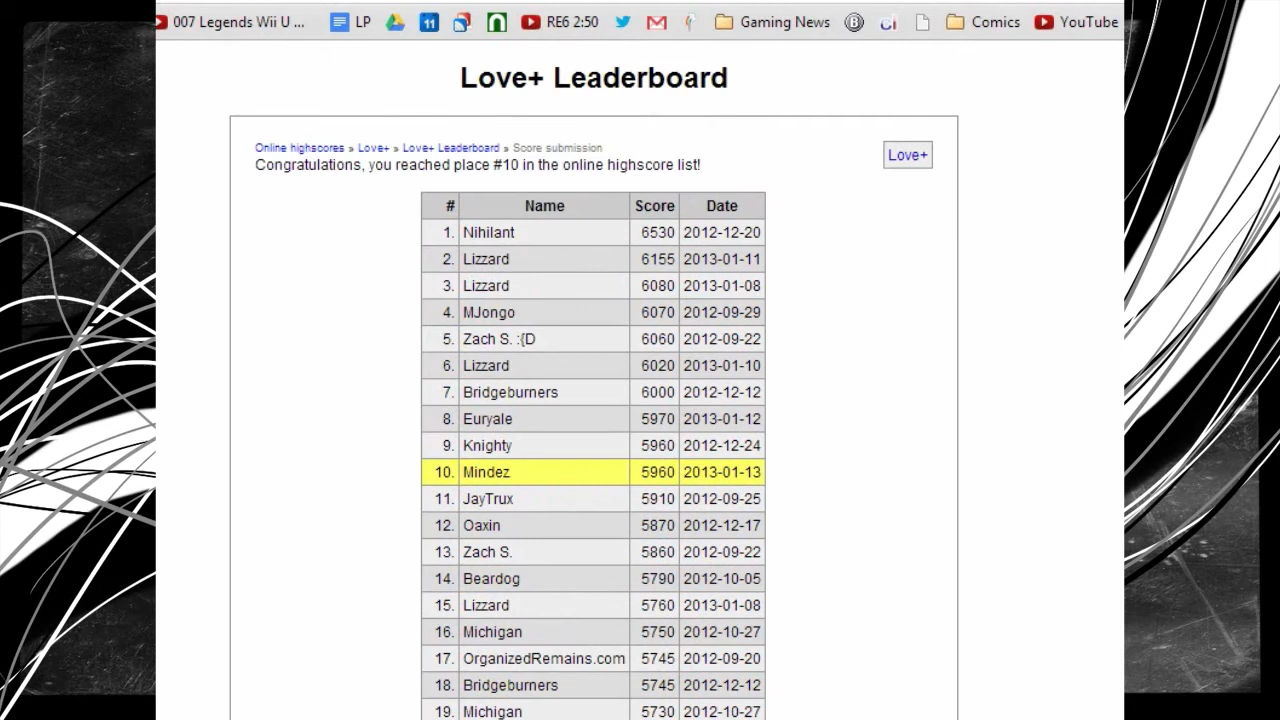 007 Legends Wii U ... LP 11 RE6 2:50 Gaming News B Comics YouTube
Love+ Leaderboard
Online highscores » Love+ » Love+ Leaderboard » Score submission
Love+
Congratulations, you reached place #10 in the online highscore list!
# Name Score Date
1. Nihilant 6530 2012-12-20
2. Lizzard 6155 2013-01-11
3. Lizzard 6080 2013-01-08
4. MJongo 6070 2012-09-29
5. Zach S. :{D 6060 2012-09-22
6. Lizzard 6020 2013-01-10
7. Bridgeburners 6000 2012-12-12
8. Euryale 5970 2013-01-12
9. Knighty 5960 2012-12-24
10. Mindez 5960 2013-01-13
11. JayTrux 5910 2012-09-25
12. Oaxin 5870 2012-12-17
13. Zach S. 5860 2012-09-22
14. Beardog 5790 2012-10-05
15. Lizzard 5760 2013-01-08
16. Michigan 5750 2012-10-27
17. OrganizedRemains.com 5745 2012-09-20
18. Bridgeburners 5745 2012-12-12
19. Michigan 5730 2012-10-27